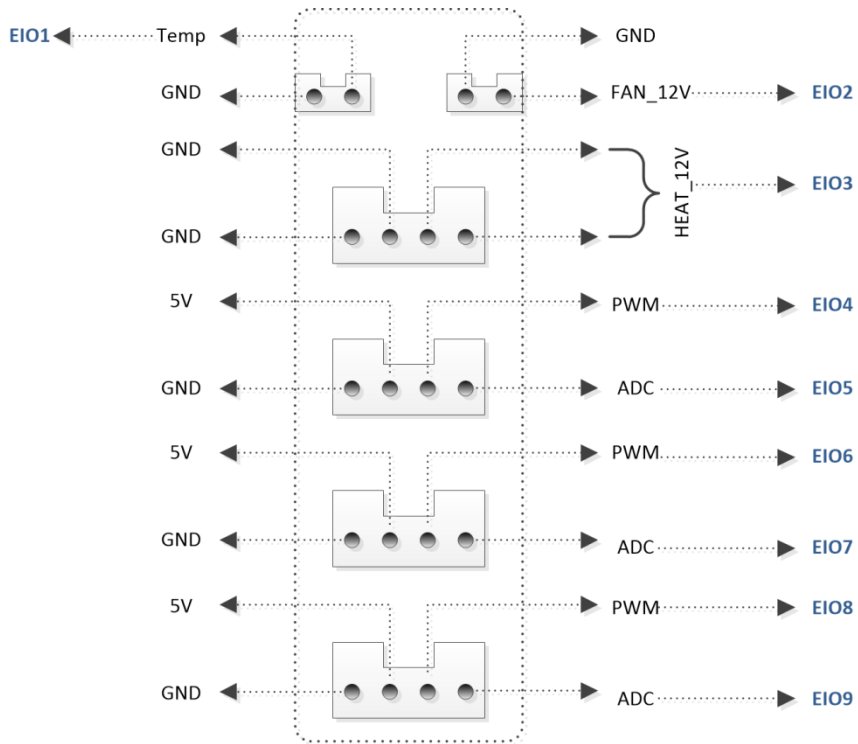 EIO1 Temp GND
GND FAN_12V EIO2
GND
HEAT_12V EIO3
GND
5V PWM EIO4
GND ADC EIO5
5V PWM EIO6
GND ADC EIO7
5V PWM EIO8
GND ADC EIO9